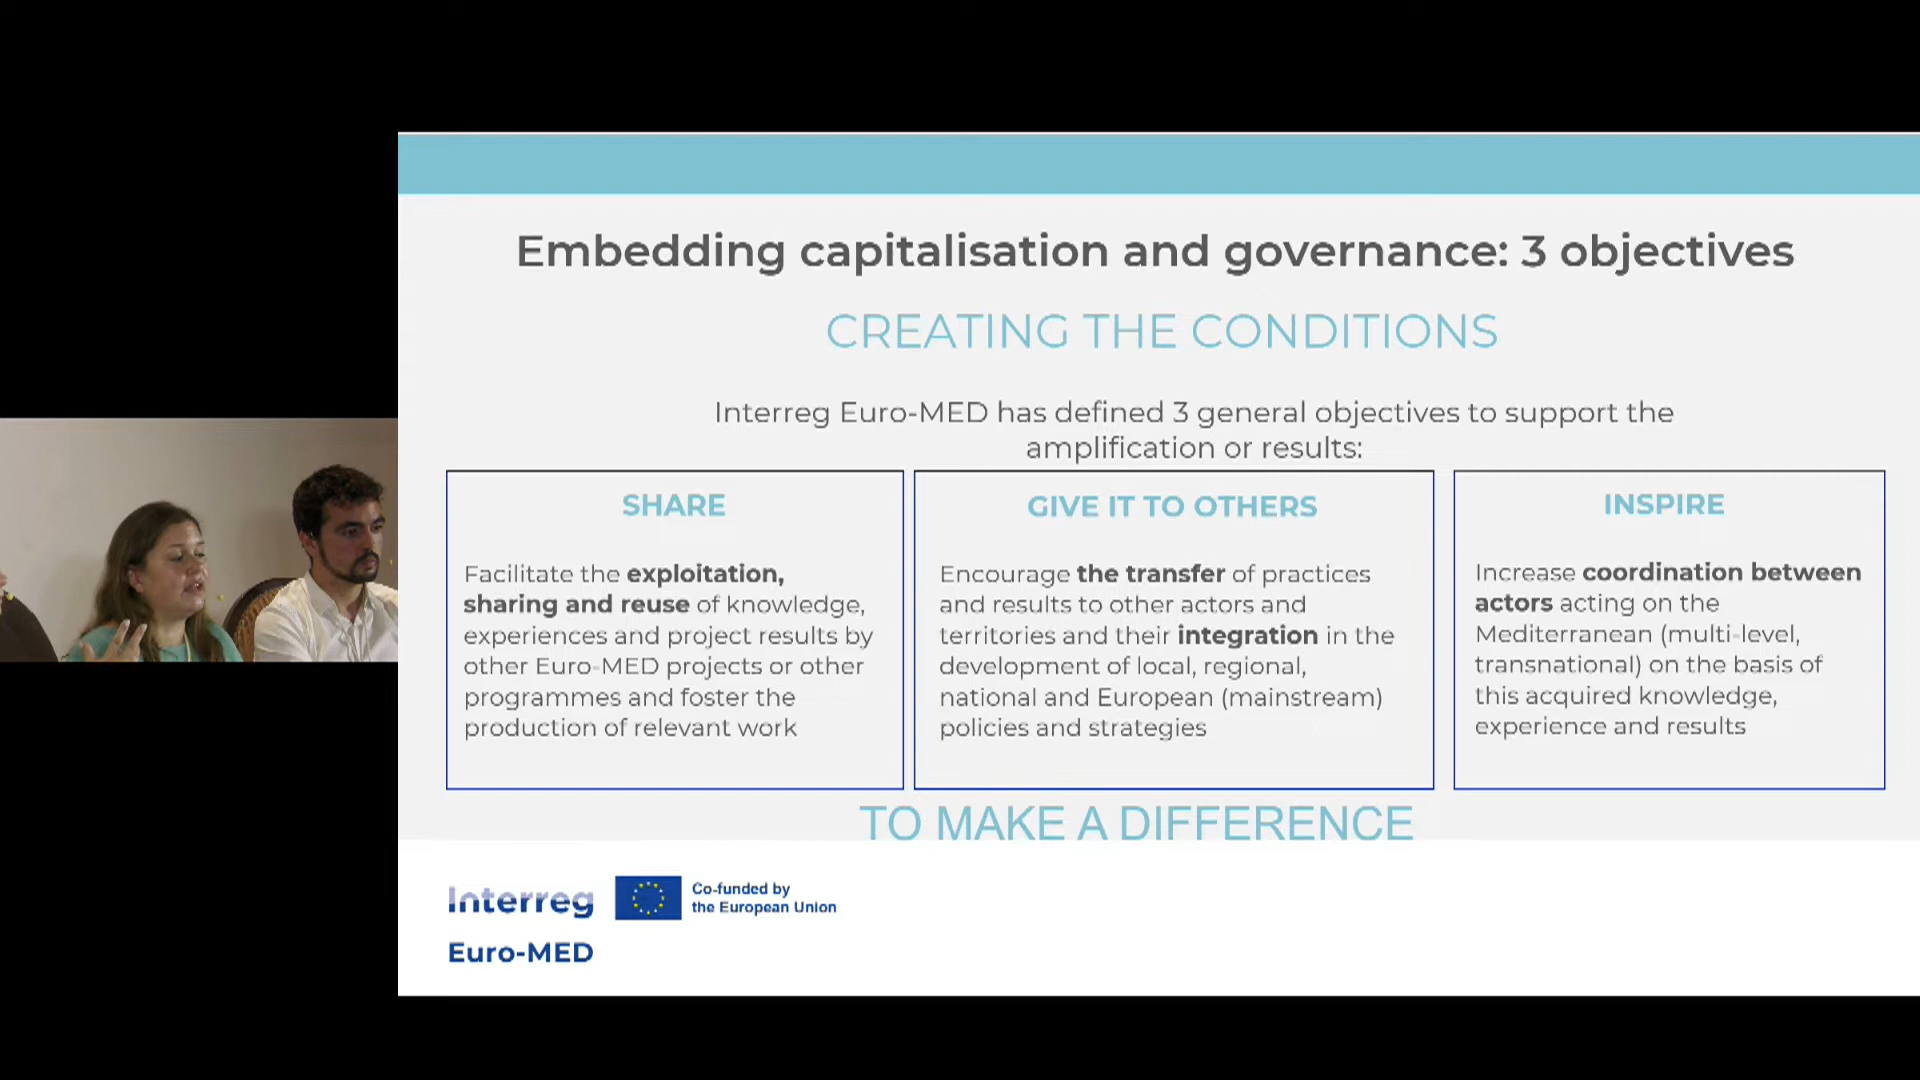 Embedding capitalisation and governance: 3 objectives
CREATING THE CONDITIONS
Interreg Euro-MED has defined 3 general objectives to support the
amplification or results:
SHARE
Facilitate the exploitation,
sharing and reuse of knowledge,
experiences and project results by
other Euro-MED projects or other
programmes and foster the
production of relevant work
GIVE IT TO OTHERS
Encourage the transfer of practices
and results to other actors and
territories and their integration in the
development of local, regional,
national and European (mainstream)
policies and strategies
INSPIRE
Increase coordination between
actors acting on the
Mediterranean (multi-level,
transnational) on the basis of
this acquired knowledge,
experience and results
TO MAKE A DIFFERENCE
Interreg
Co-funded by
the European Union
Euro-MED